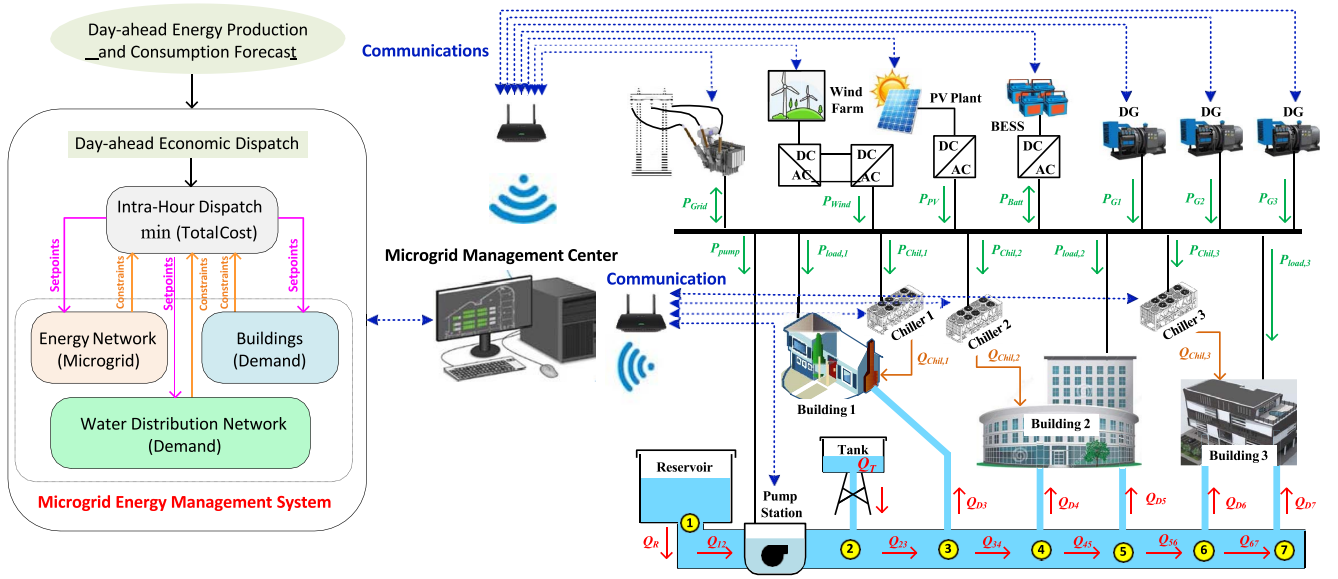 Day-ahead Energy Production
and Consumption Forecast
Day-ahead Economic Dispatch
Intra-Hour Dispatch
min (TotalCost)
Setpoints
Constraints
Setpoints
Constraints
Constraints
Setpoints
Energy Network
(Microgrid)
Buildings
(Demand)
Water Distribution Network
(Demand)
Microgrid Energy Management System
Communications
Microgrid Management Center
Communication
Wind
Farm
PV Plant
BESS
DG
DG
DG
DC
AC
DC
AC
DC
AC
DC
AC
P_Grid
P_Wind
P_PV
P_Batt
P_G1
P_G2
P_G3
P_pump
P_load,1
P_Chil,1
P_Chil,2
P_load,2
P_Chil,3
P_load,3
Chiller 1
Chiller 2
Chiller 3
Q_Chil,1
Q_Chil,2
Q_Chil,3
Building 1
Building 2
Building 3
Reservoir
Tank
Q_T
Pump
Station
Q_D3
Q_D4
Q_D5
Q_D6
Q_D7
1
Q_R
Q_12
2
Q_23
3
Q_34
4
Q_45
5
Q_56
6
Q_67
7